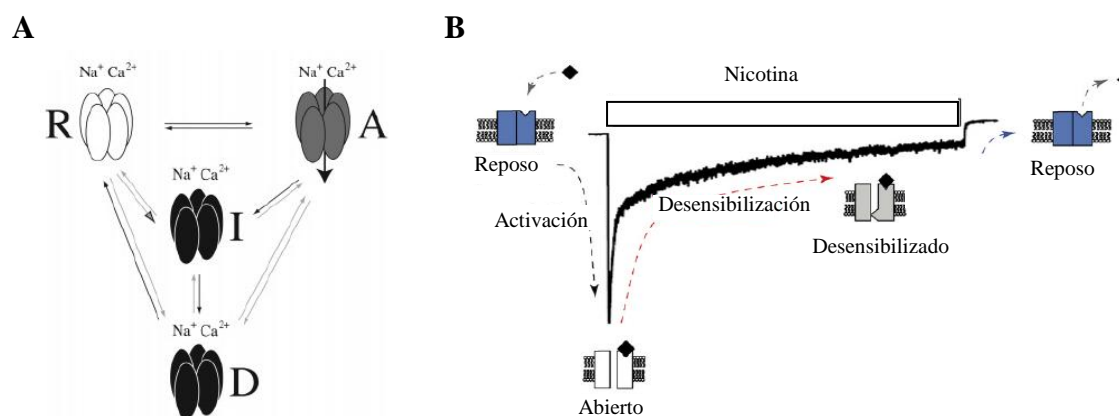 A
Na⁺ Ca²⁺
Na⁺ Ca²⁺
R
A
Na⁺ Ca²⁺
I
Na⁺ Ca²⁺
D
B
Nicotina
Reposo
Reposo
Activación
Desensibilización
Desensibilizado
Abierto